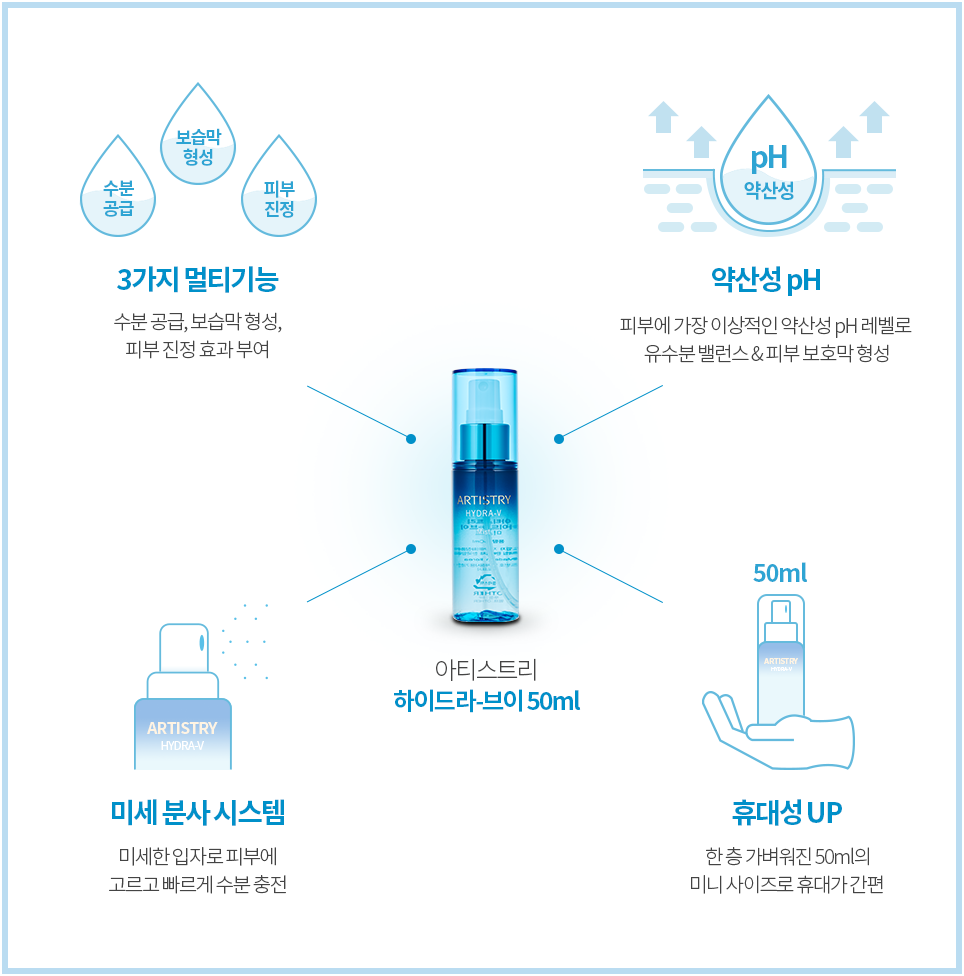 수분
공급
보습막
형성
피부
진정
3가지 멀티기능
수분 공급, 보습막 형성,
피부 진정 효과 부여
pH
약산성
약산성 pH
피부에 가장 이상적인 약산성 pH 레벨로
유수분 밸런스 & 피부 보호막 형성
ARTISTRY
HYDRA-V
아티스트리
하이드라-브이 50ml
ARTISTRY
HYDRA-V
미세 분사 시스템
미세한 입자로 피부에
고르고 빠르게 수분 충전
50ml
ARTISTRY
HYDRA-V
휴대성 UP
한 층 가벼워진 50ml의
미니 사이즈로 휴대가 간편